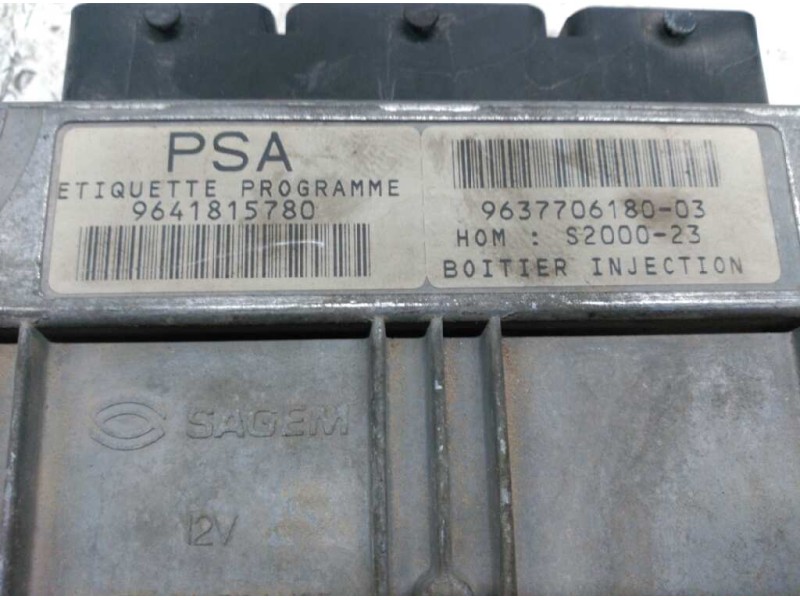 PSA
ETIQUETTE PROGRAMME
9641815780
9637706180-03
HOM : S2000-23
BOITIER INJECTION
SAGEM
12V